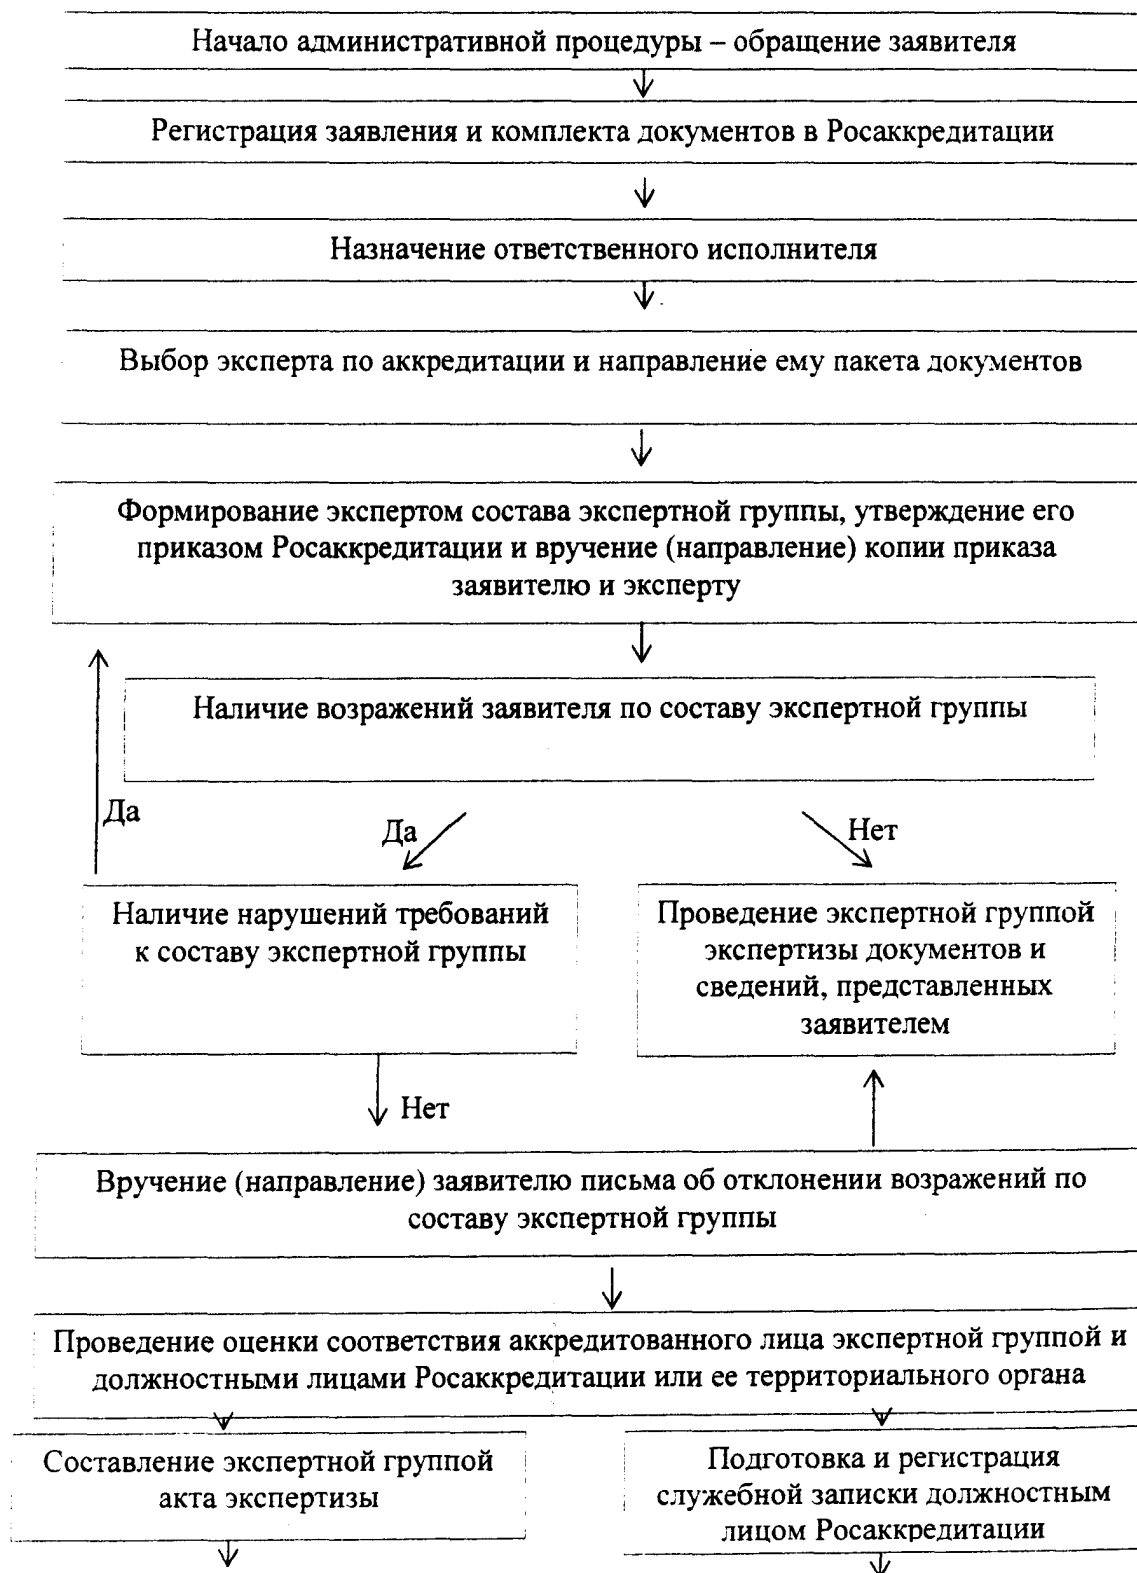 Начало административной процедуры – обращение заявителя
Регистрация заявления и комплекта документов в Росаккредитации
Назначение ответственного исполнителя
Выбор эксперта по аккредитации и направление ему пакета документов
Формирование экспертом состава экспертной группы, утверждение его
приказом Росаккредитации и вручение (направление) копии приказа
заявителю и эксперту
Наличие возражений заявителя по составу экспертной группы
Да
Да
Нет
Наличие нарушений требований
к составу экспертной группы
Проведение экспертной группой
экспертизы документов и
сведений, представленных
заявителем
Нет
Вручение (направление) заявителю письма об отклонении возражений по
составу экспертной группы
Проведение оценки соответствия аккредитованного лица экспертной группой и
должностными лицами Росаккредитации или ее территориального органа
Составление экспертной группой
акта экспертизы
Подготовка и регистрация
служебной записки должностным
лицом Росаккредитации